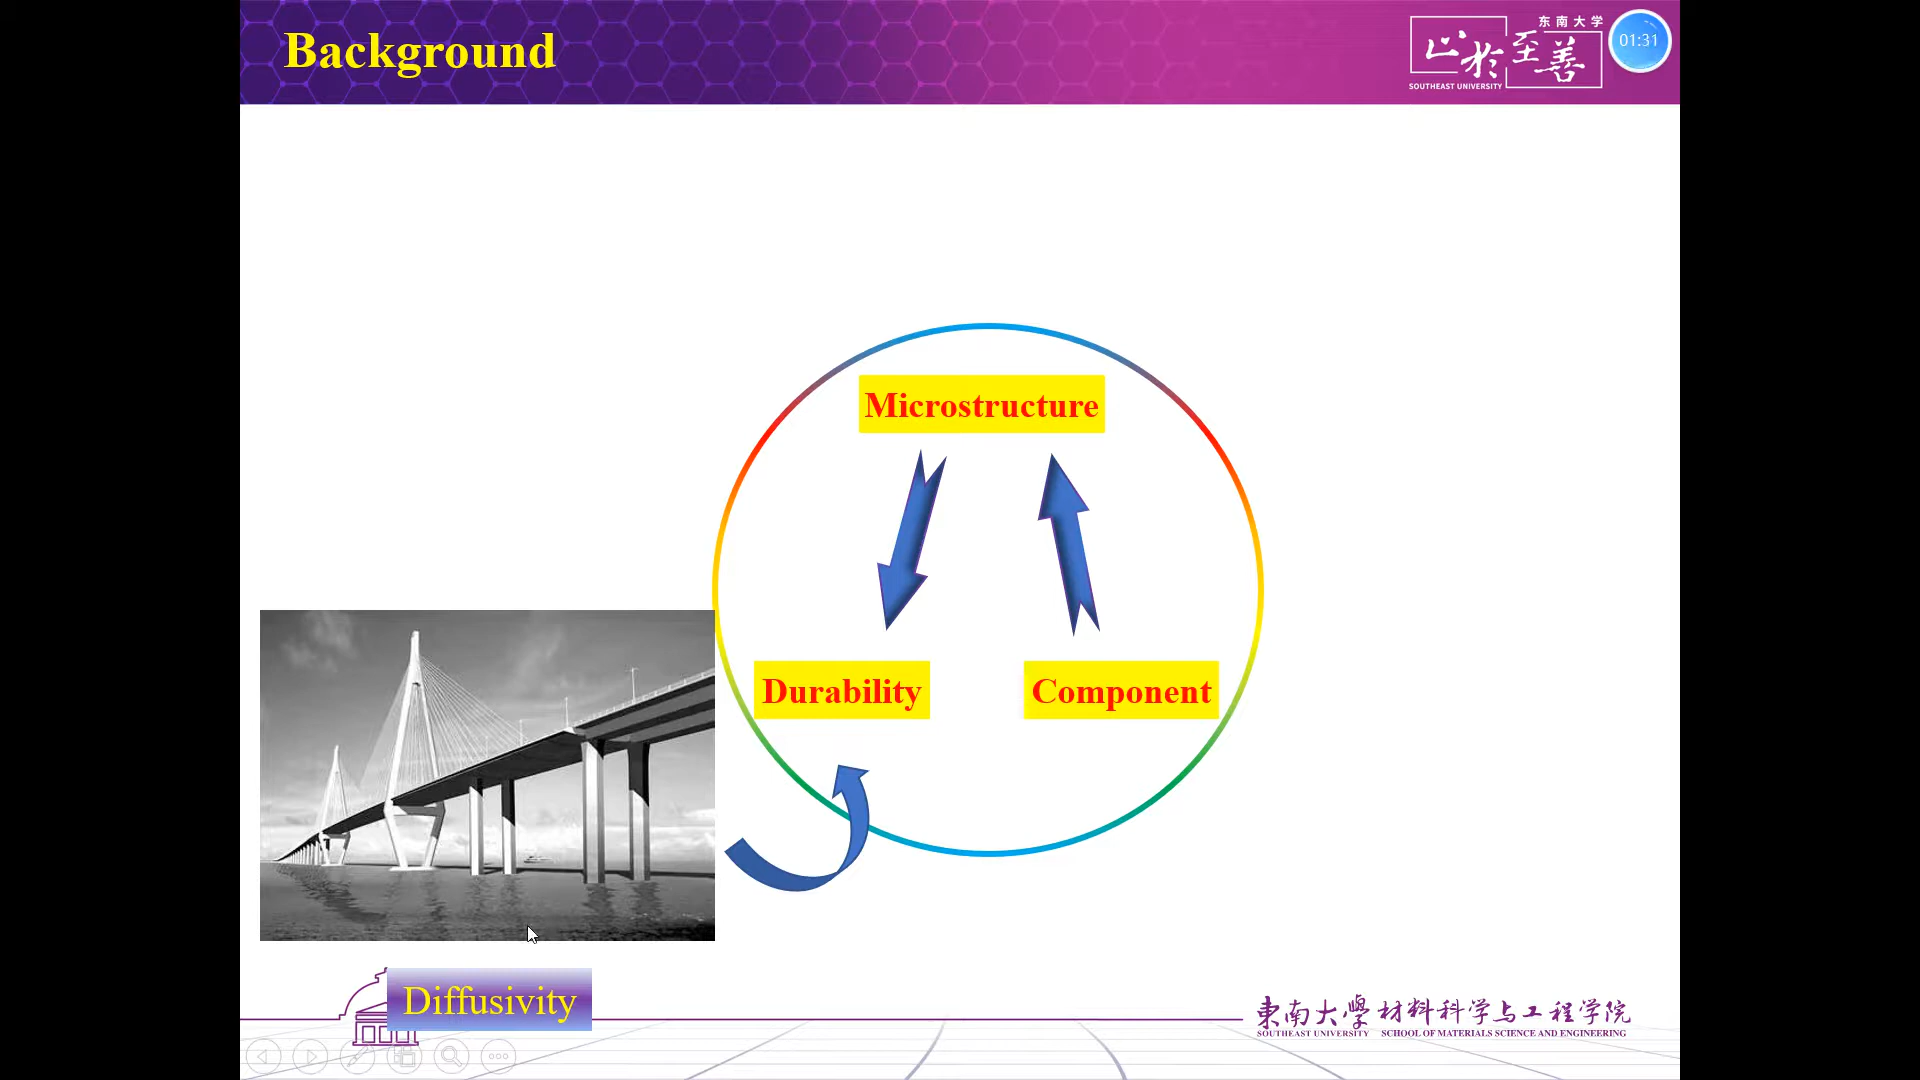 Background
东南大学
止于至善
SOUTHEAST UNIVERSITY
01:31
Microstructure
Durability
Component
Diffusivity
東南大學 材料科学与工程学院
SOUTHEAST UNIVERSITY SCHOOL OF MATERIALS SCIENCE AND ENGINEERING